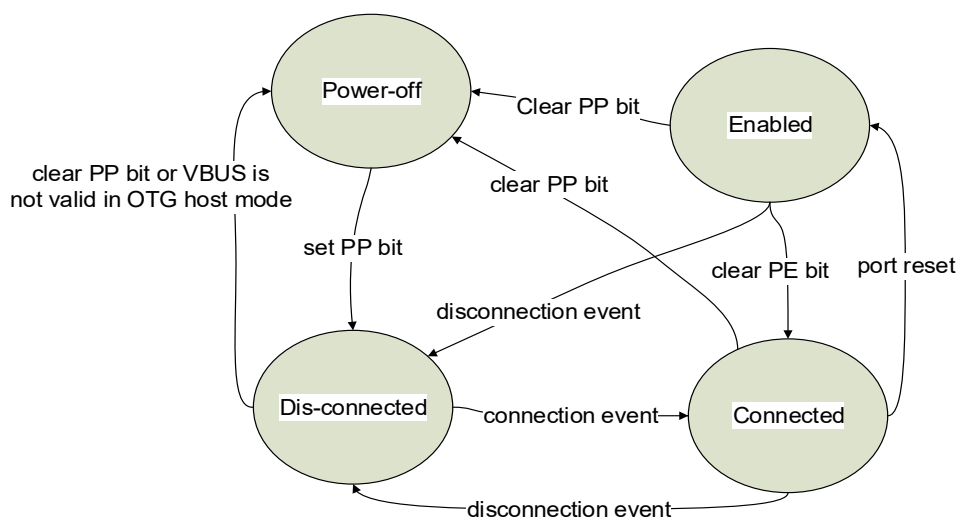 Power-off
Clear PP bit
Enabled
clear PP bit or VBUS is
not valid in OTG host mode
clear PP bit
set PP bit
clear PE bit
port reset
disconnection event
Dis-connected
connection event
Connected
disconnection event